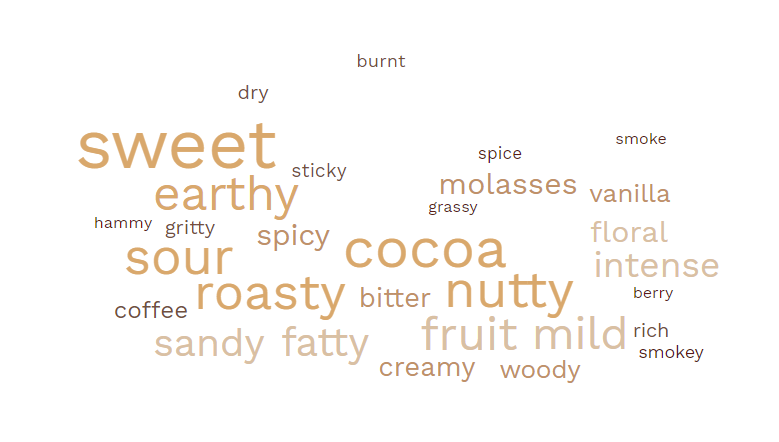 burnt
dry
sweet
smoke
spice
sticky
molasses
vanilla
earthy
grassy
hammy
gritty
spicy
floral
sour
cocoa
intense
roasty
bitter
nutty
berry
coffee
rich
sandy
fatty
fruit
mild
smokey
creamy
woody